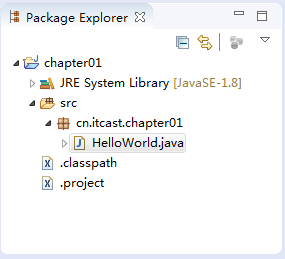 Package Explorer
chapter01
JRE System Library [JavaSE-1.8]
src
cn.itcast.chapter01
HelloWorld.java
.classpath
.project